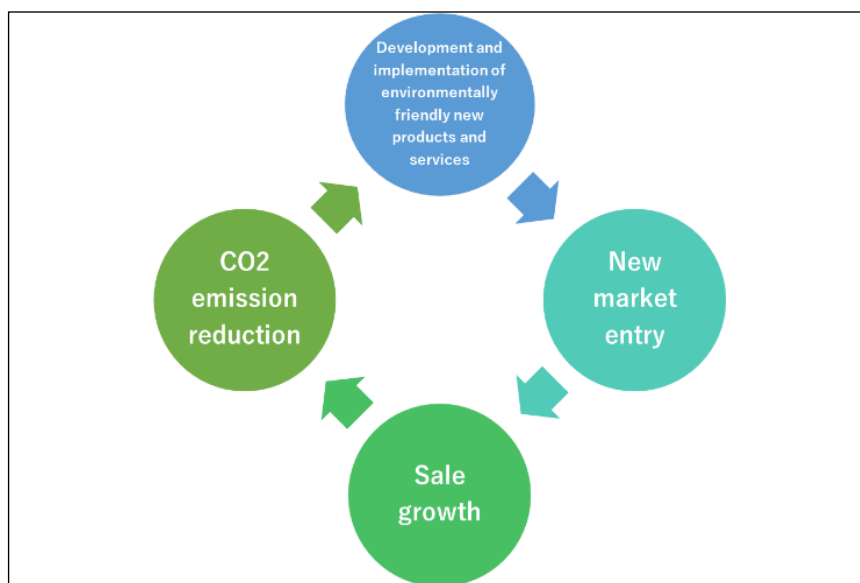 Development and
implementation of
environmentally
friendly new
products and
services
New
market
entry
Sale
growth
CO2
emission
reduction